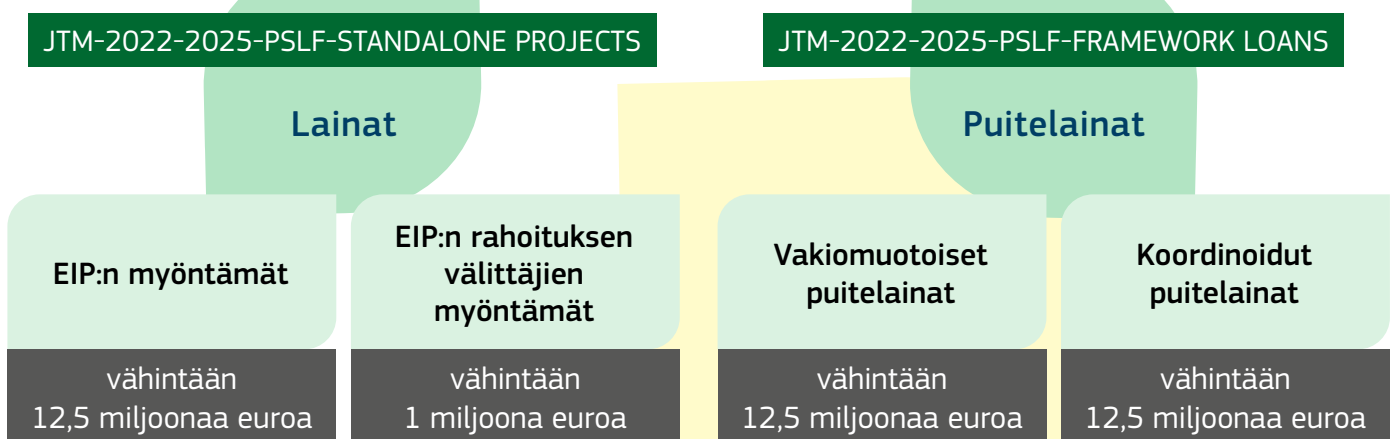 JTM-2022-2025-PSLF-STANDALONE PROJECTS
Lainat
EIP:n myöntämät
vähintään
12,5 miljoonaa euroa
EIP:n rahoituksen
välittäjien
myöntämät
vähintään
1 miljoona euroa
JTM-2022-2025-PSLF-FRAMEWORK LOANS
Puitelainat
Vakiomuotoiset
puitelainat
vähintään
12,5 miljoonaa euroa
Koordinoidut
puitelainat
vähintään
12,5 miljoonaa euroa